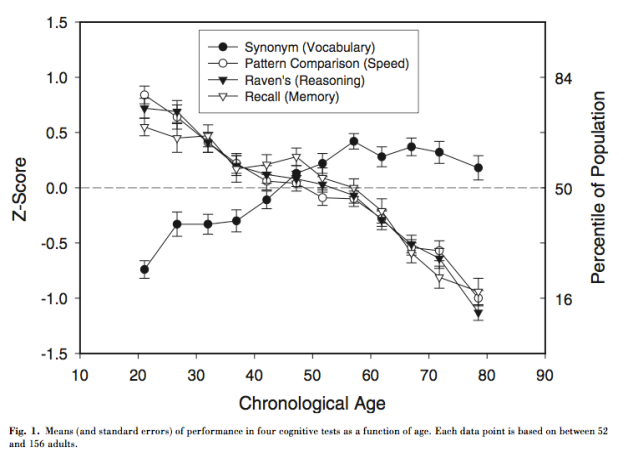 1.5
1.0
0.5
0.0
-0.5
-1.0
-1.5
Z-Score
Synonym (Vocabulary)
Pattern Comparison (Speed)
Raven's (Reasoning)
Recall (Memory)
84
50
16
Percentile of Population
10 20 30 40 50 60 70 80 90
Chronological Age
Fig. 1. Means (and standard errors) of performance in four cognitive tests as a function of age. Each data point is based on between 52
and 156 adults.